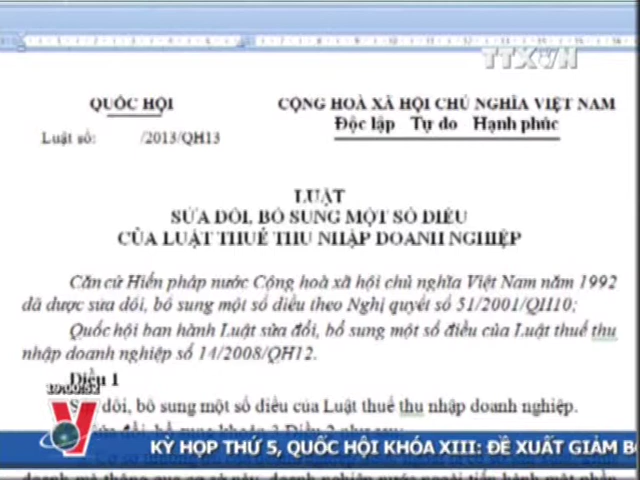 TTXVN
QUỐC HỘI
CỘNG HOÀ XÃ HỘI CHỦ NGHĨA VIỆT NAM
Độc lập Tự do Hạnh phúc
Luật số: /2013/QH13
LUẬT
SỬA ĐỔI, BỔ SUNG MỘT SỐ ĐIỀU
CỦA LUẬT THUẾ THU NHẬP DOANH NGHIỆP
Căn cứ Hiến pháp nước Cộng hoà xã hội chủ nghĩa Việt Nam năm 1992
đã được sửa đổi, bổ sung một số điều theo Nghị quyết số 51/2001/QH10;
Quốc hội ban hành Luật sửa đổi, bổ sung một số điều của Luật thuế thu
nhập doanh nghiệp số 14/2008/QH12.
Điều 1
19:00:52
Sửa đổi, bổ sung một số điều của Luật thuế thu nhập doanh nghiệp.
V
KỲ HỌP THỨ 5, QUỐC HỘI KHÓA XIII: ĐỀ XUẤT GIẢM